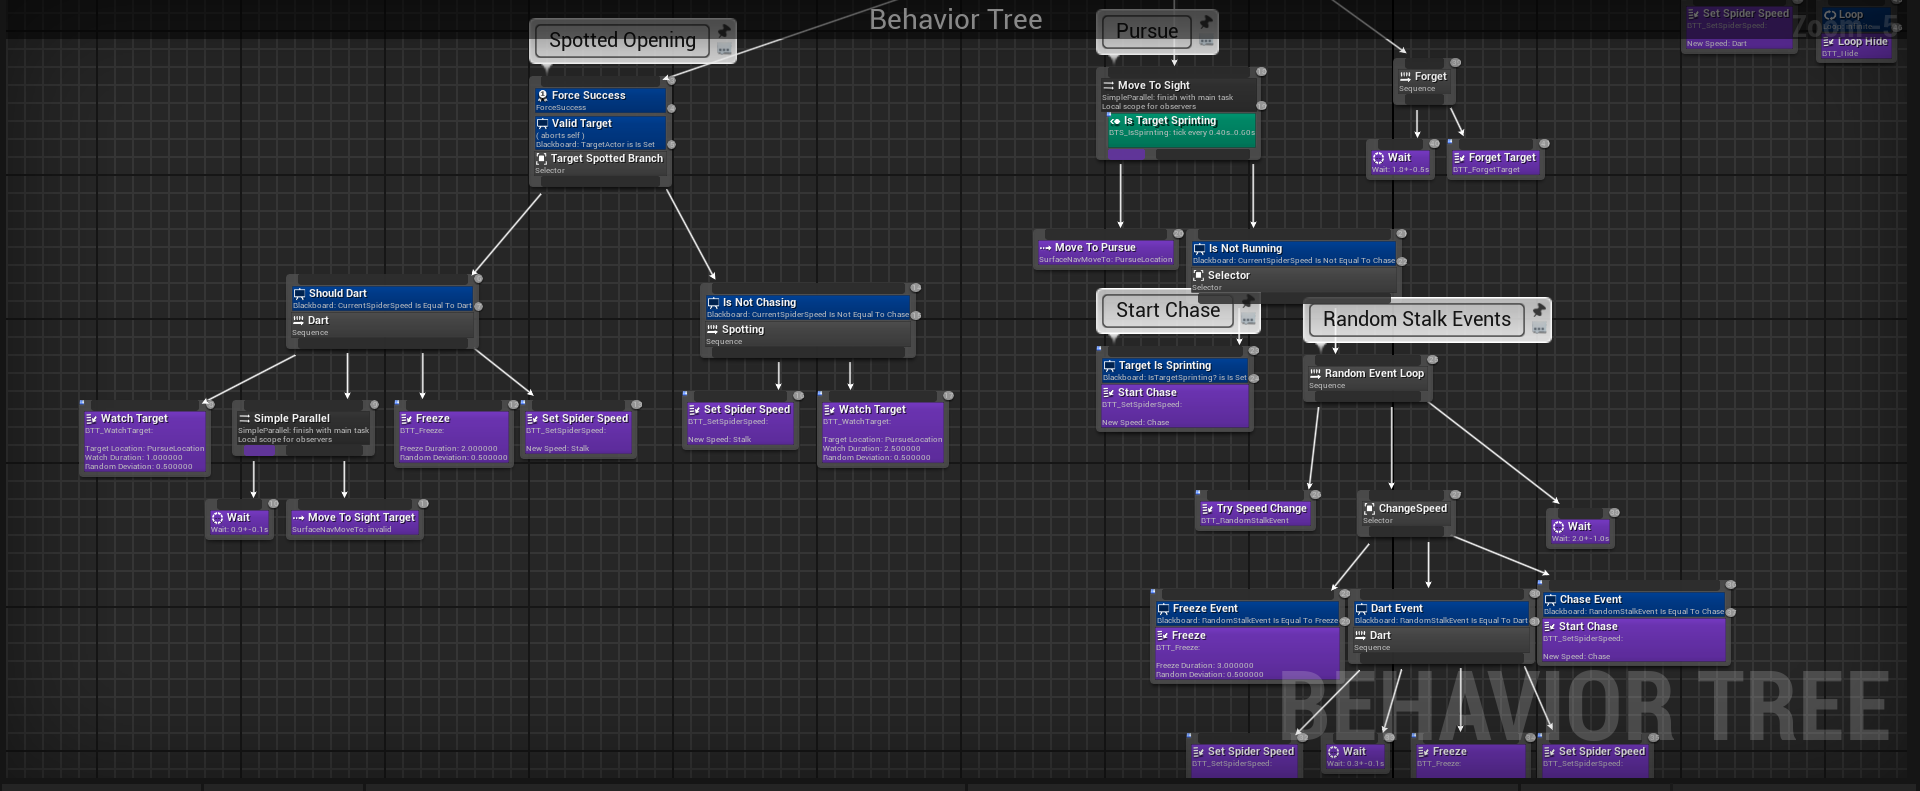 Behavior Tree
Zoom -5
Spotted Opening
Force Success
ForceSuccess
Valid Target
( aborts self )
Blackboard: TargetActor is Is Set
Target Spotted Branch
Selector
Should Dart
Blackboard: CurrentSpiderSpeed Is Equal To Dart
Dart
Sequence
Is Not Chasing
Blackboard: CurrentSpiderSpeed Is Not Equal To Chase
Spotting
Sequence
Watch Target
BTT_WatchTarget:
Target Location: PursueLocation
Watch Duration: 1.000000
Random Deviation: 0.500000
Simple Parallel
SimpleParallel: finish with main task
Local scope for observers
Freeze
BTT_Freeze:
Freeze Duration: 2.000000
Random Deviation: 0.500000
Set Spider Speed
BTT_SetSpiderSpeed:
New Speed: Stalk
Set Spider Speed
BTT_SetSpiderSpeed:
New Speed: Stalk
Watch Target
BTT_WatchTarget:
Target Location: PursueLocation
Watch Duration: 2.500000
Random Deviation: 0.500000
Wait
Wait: 0.9+-0.1s
Move To Sight Target
SurfaceNavMoveTo: invalid
Pursue
Move To Sight
SimpleParallel: finish with main task
Local scope for observers
Is Target Sprinting
BTS_IsSpirnting: tick every 0.40s..0.60s
Move To Pursue
SurfaceNavMoveTo: PursueLocation
Is Not Running
Blackboard: CurrentSpiderSpeed Is Not Equal To Chase
Selector
Selector
Forget
Sequence
Wait
Wait: 1.0+-0.5s
Forget Target
BTT_ForgetTarget
Set Spider Speed
BTT_SetSpiderSpeed:
New Speed: Dart
Loop
Loop Hide
BTT_Hide
Start Chase
Target Is Sprinting
Blackboard: IsTargetSprinting? is Is Set
Start Chase
BTT_SetSpiderSpeed:
New Speed: Chase
Random Stalk Events
Random Event Loop
Sequence
Try Speed Change
BTT_RandomStalkEvent
ChangeSpeed
Selector
Wait
Wait: 2.0+-1.0s
Freeze Event
Blackboard: RandomStalkEvent Is Equal To Freeze
Freeze
BTT_Freeze:
Freeze Duration: 3.000000
Random Deviation: 0.500000
Dart Event
Blackboard: RandomStalkEvent Is Equal To Dart
Dart
Sequence
Chase Event
Blackboard: RandomStalkEvent Is Equal To Chase
Start Chase
BTT_SetSpiderSpeed:
New Speed: Chase
BEHAVIOR TREE
Set Spider Speed
BTT_SetSpiderSpeed:
Wait
Wait: 0.3+-0.1s
Freeze
BTT_Freeze:
Set Spider Speed
BTT_SetSpiderSpeed: